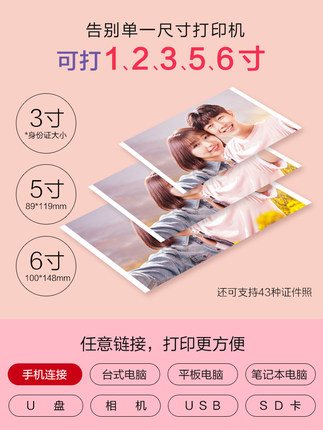 告别单一尺寸打印机
可打1、2、3、5、6寸
3寸
*身份证大小
5寸
89*119mm
6寸
100*148mm
还可支持43种证件照
任意链接，打印更方便
手机连接 台式电脑 平板电脑 笔记本电脑
U盘 相机 USB SD卡